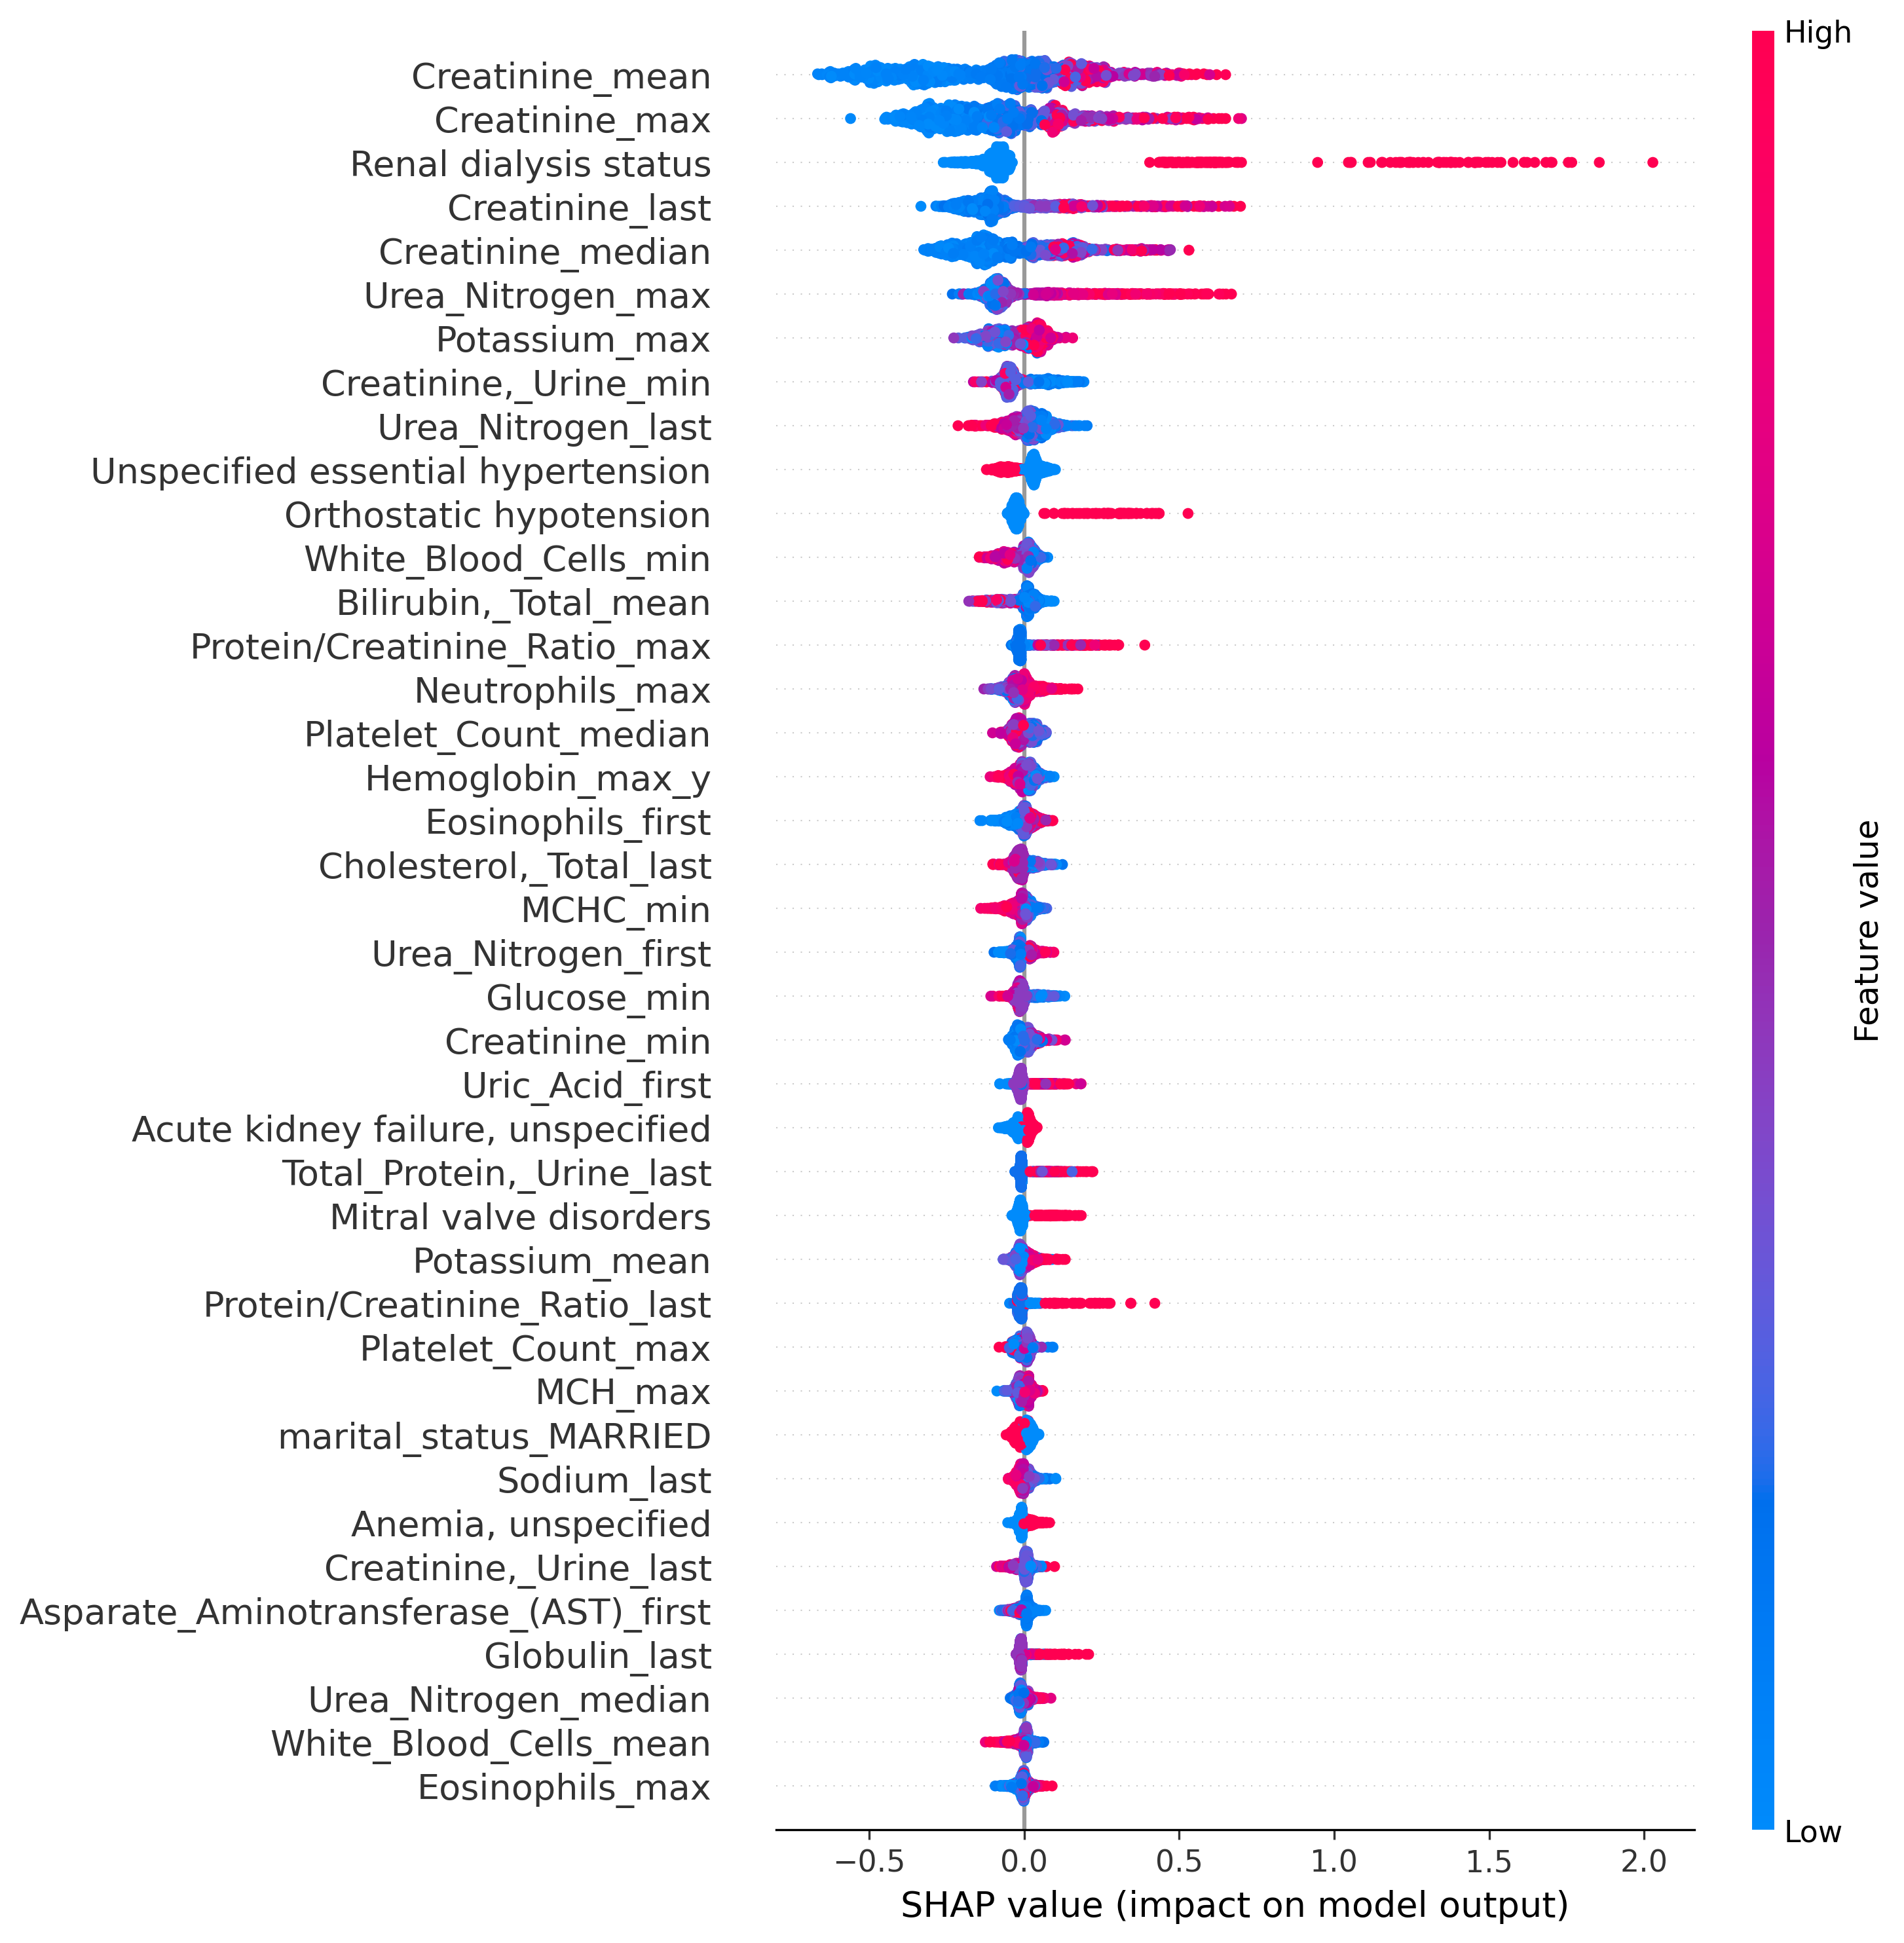 High
Creatinine_mean
Creatinine_max
Renal dialysis status
Creatinine_last
Creatinine_median
Urea_Nitrogen_max
Potassium_max
Creatinine,_Urine_min
Urea_Nitrogen_last
Unspecified essential hypertension
Orthostatic hypotension
White_Blood_Cells_min
Bilirubin,_Total_mean
Protein/Creatinine_Ratio_max
Neutrophils_max
Platelet_Count_median
Hemoglobin_max_y
Eosinophils_first
Cholesterol,_Total_last
MCHC_min
Urea_Nitrogen_first
Glucose_min
Creatinine_min
Uric_Acid_first
Acute kidney failure, unspecified
Total_Protein,_Urine_last
Mitral valve disorders
Potassium_mean
Protein/Creatinine_Ratio_last
Platelet_Count_max
MCH_max
marital_status_MARRIED
Sodium_last
Anemia, unspecified
Creatinine,_Urine_last
Asparate_Aminotransferase_(AST)_first
Globulin_last
Urea_Nitrogen_median
White_Blood_Cells_mean
Eosinophils_max
Feature value
Low
−0.5 0.0 0.5 1.0 1.5 2.0
SHAP value (impact on model output)